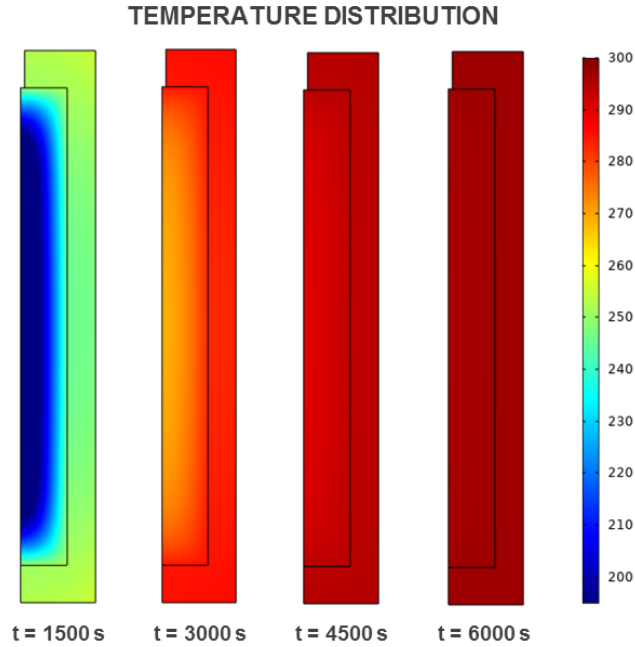 TEMPERATURE DISTRIBUTION
300
290
280
270
260
250
240
230
220
210
200
t = 1500 s
t = 3000 s
t = 4500 s
t = 6000 s